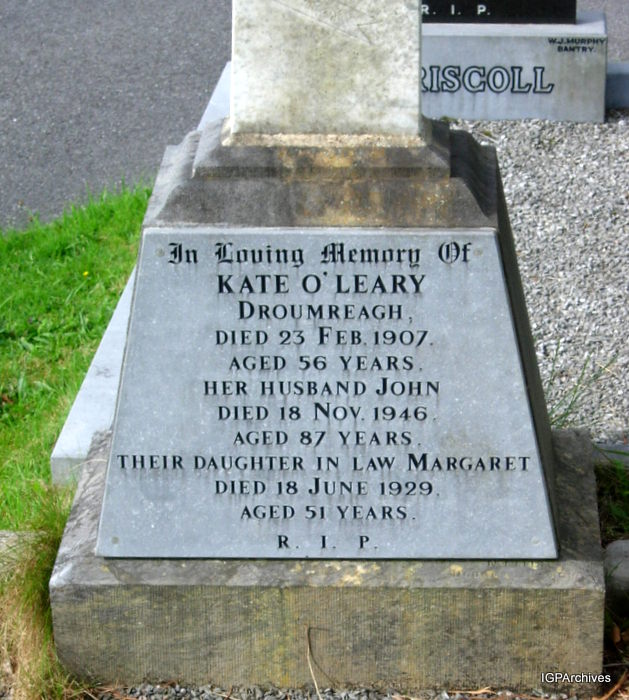 R. I. P.
W.J. MURPHY
BANTRY.
RISCOLL
In Loving Memory Of
KATE O'LEARY
DROUMREAGH,
DIED 23 FEB. 1907.
AGED 56 YEARS.
HER HUSBAND JOHN
DIED 18 NOV. 1946.
AGED 87 YEARS.
THEIR DAUGHTER IN LAW MARGARET
DIED 18 JUNE 1929.
AGED 51 YEARS.
R. I. P.
IGPArchives